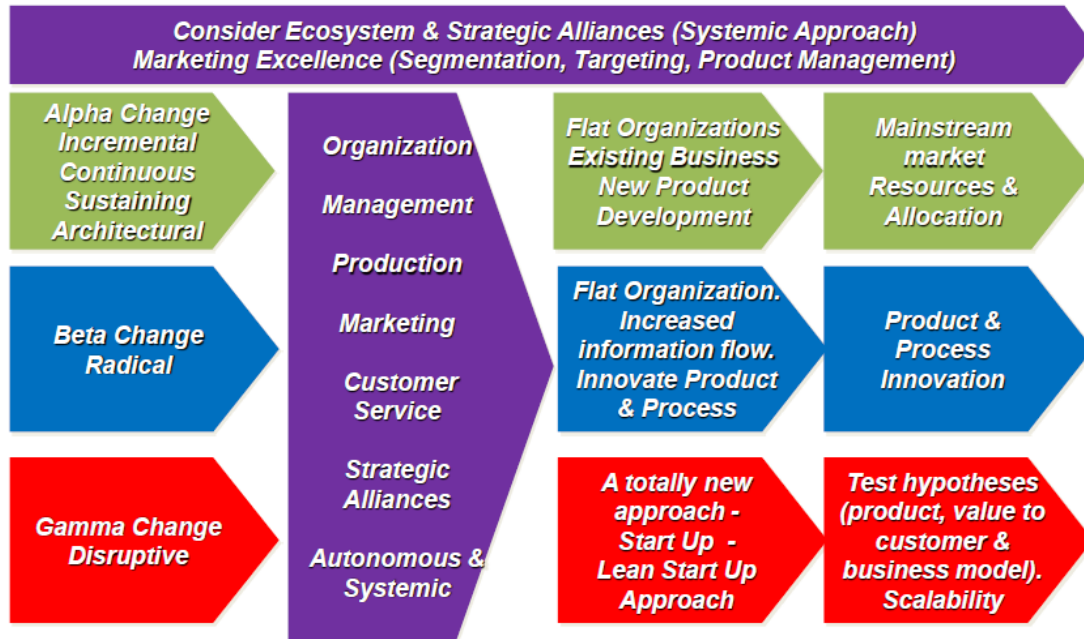 Consider Ecosystem & Strategic Alliances (Systemic Approach)
Marketing Excellence (Segmentation, Targeting, Product Management)
Alpha Change
Incremental
Continuous
Sustaining
Architectural
Organization
Management
Production
Marketing
Customer
Service
Strategic
Alliances
Autonomous &
Systemic
Flat Organizations
Existing Business
New Product
Development
Mainstream
market
Resources &
Allocation
Beta Change
Radical
Flat Organization.
Increased
information flow.
Innovate Product
& Process
Product &
Process
Innovation
Gamma Change
Disruptive
A totally new
approach -
Start Up -
Lean Start Up
Approach
Test hypotheses
(product, value to
customer &
business model).
Scalability